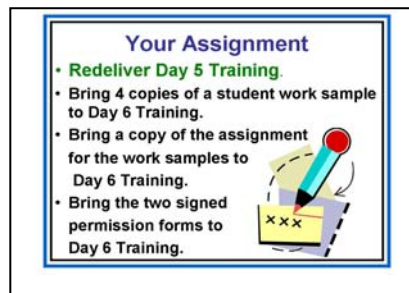 Your Assignment
• Redeliver Day 5 Training.
• Bring 4 copies of a student work sample
to Day 6 Training.
• Bring a copy of the assignment
for the work samples to
Day 6 Training.
• Bring the two signed
permission forms to
Day 6 Training.
xxx